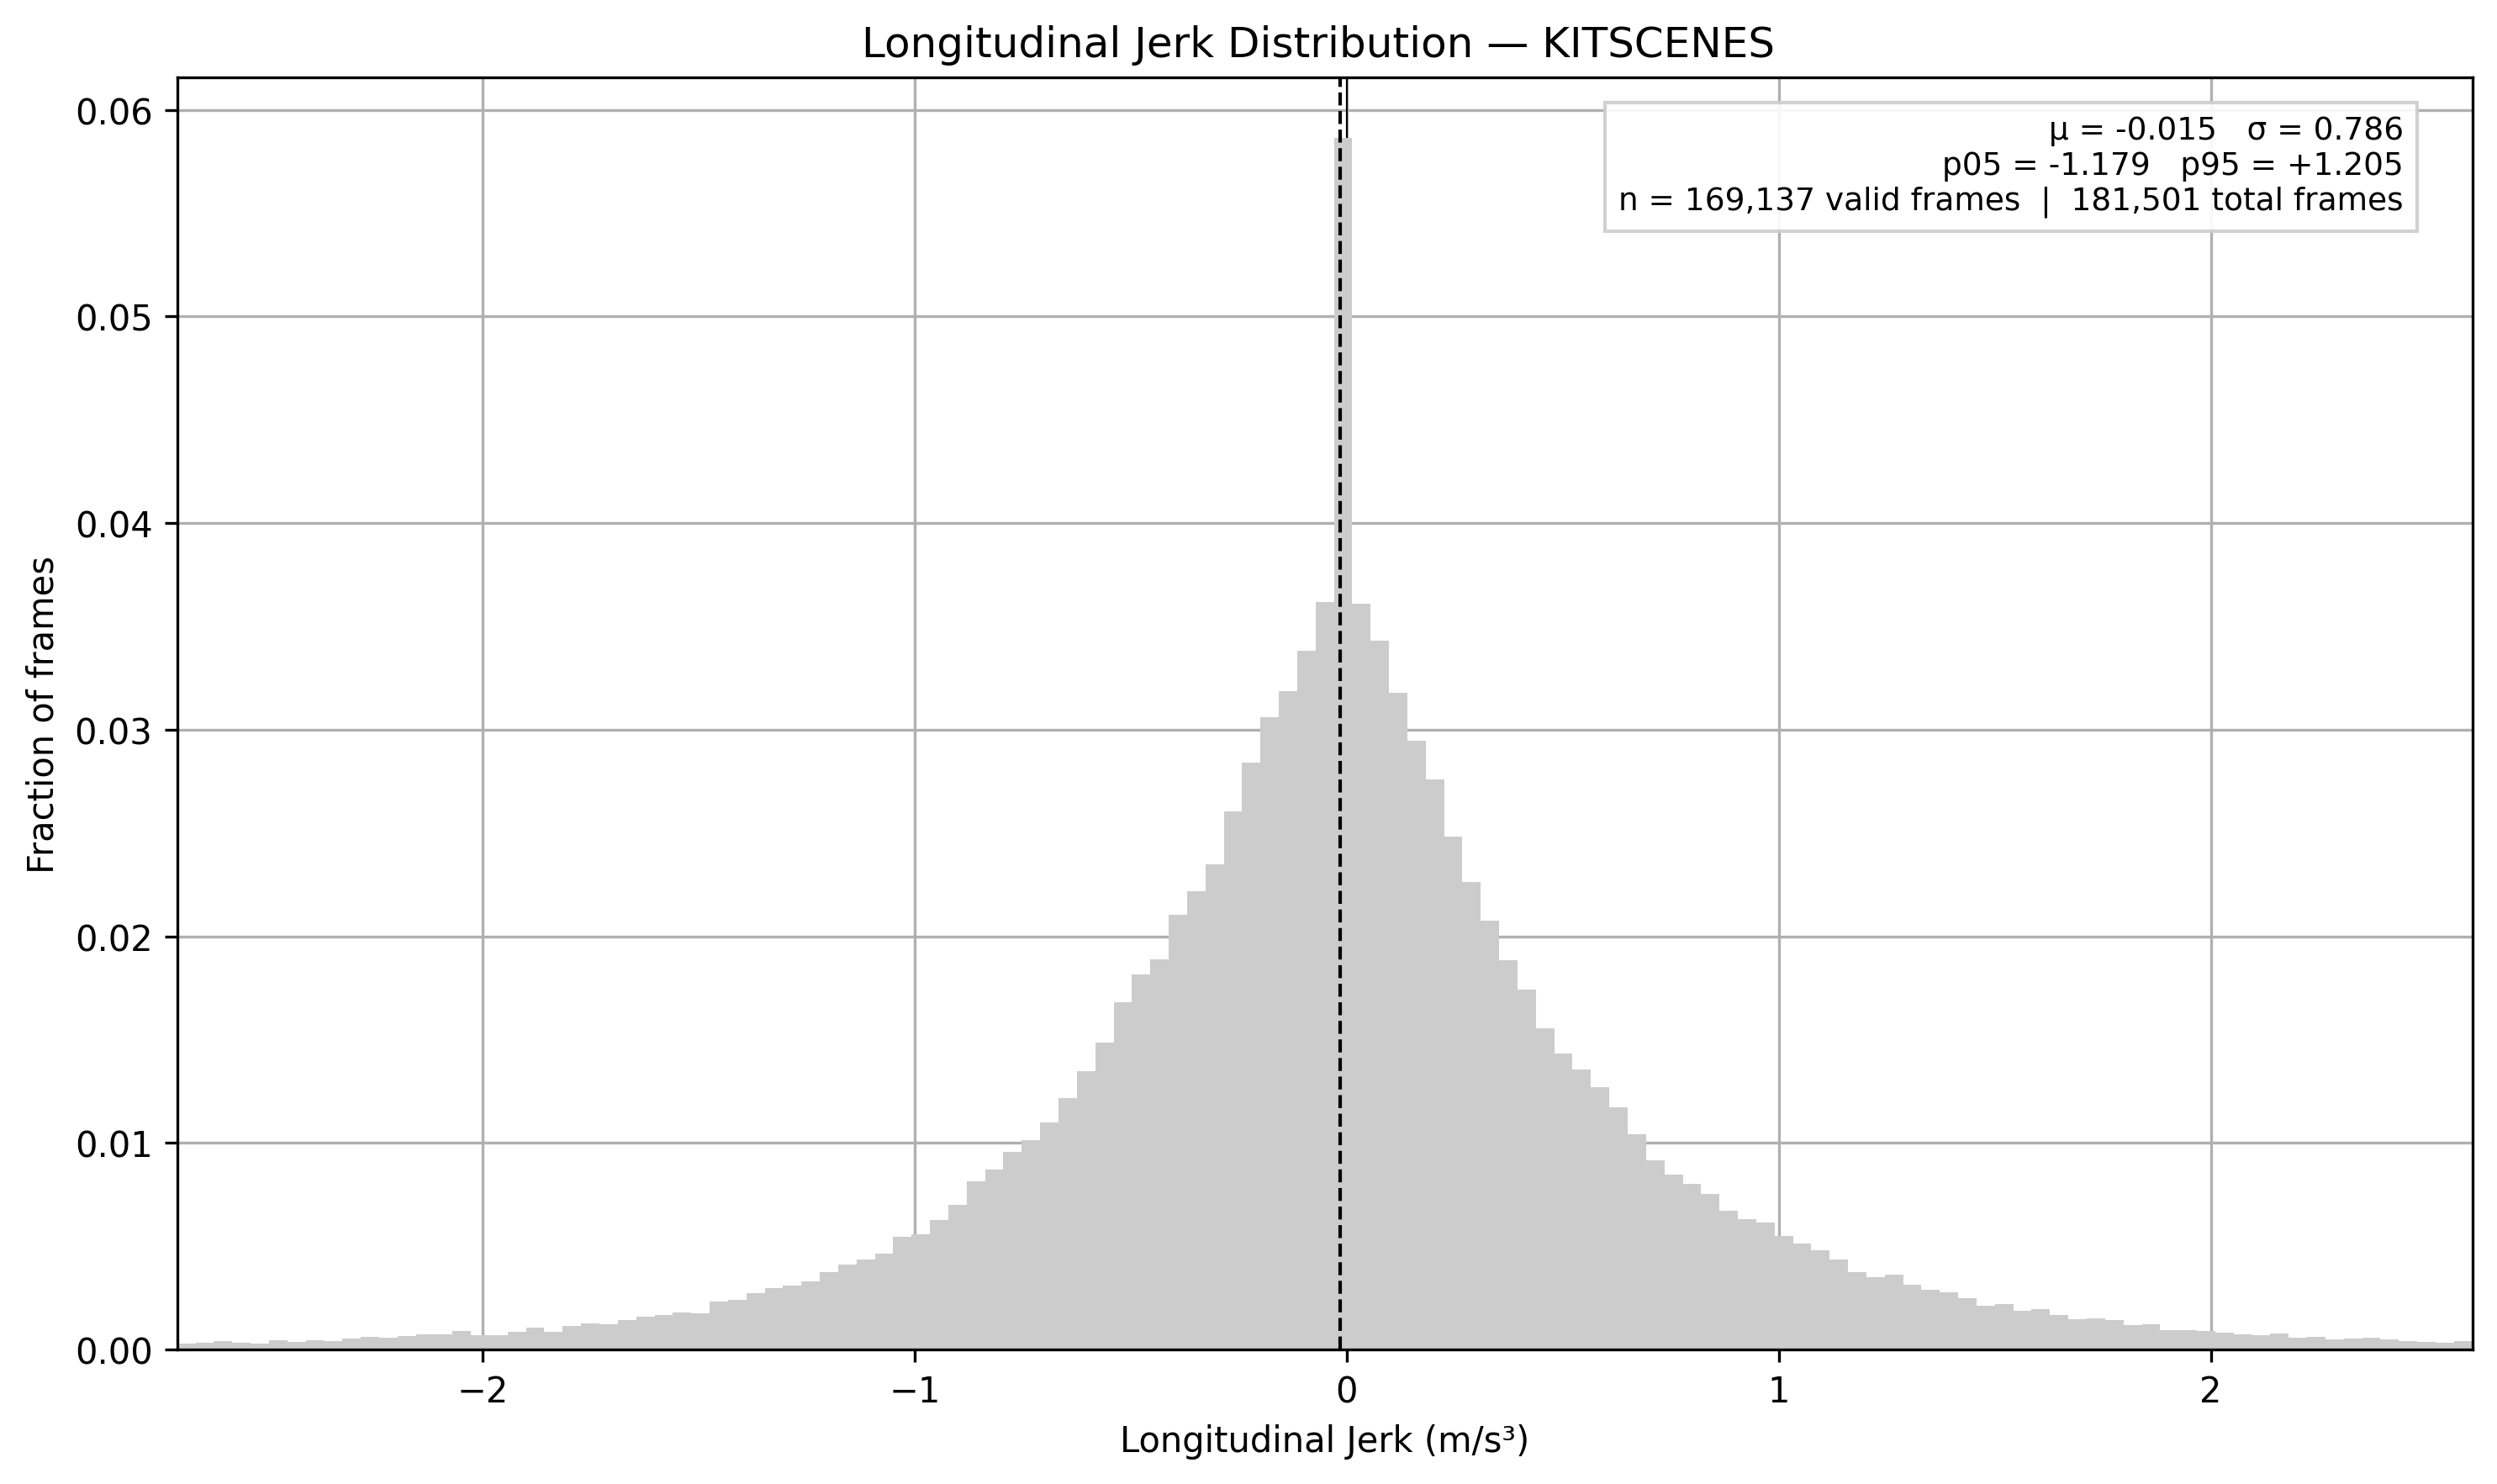 Longitudinal Jerk Distribution — KITSCENES
μ = -0.015   σ = 0.786
p05 = -1.179   p95 = +1.205
n = 169,137 valid frames  |  181,501 total frames
Fraction of frames
0.06
0.05
0.04
0.03
0.02
0.01
0.00
−2
−1
0
1
2
Longitudinal Jerk (m/s³)